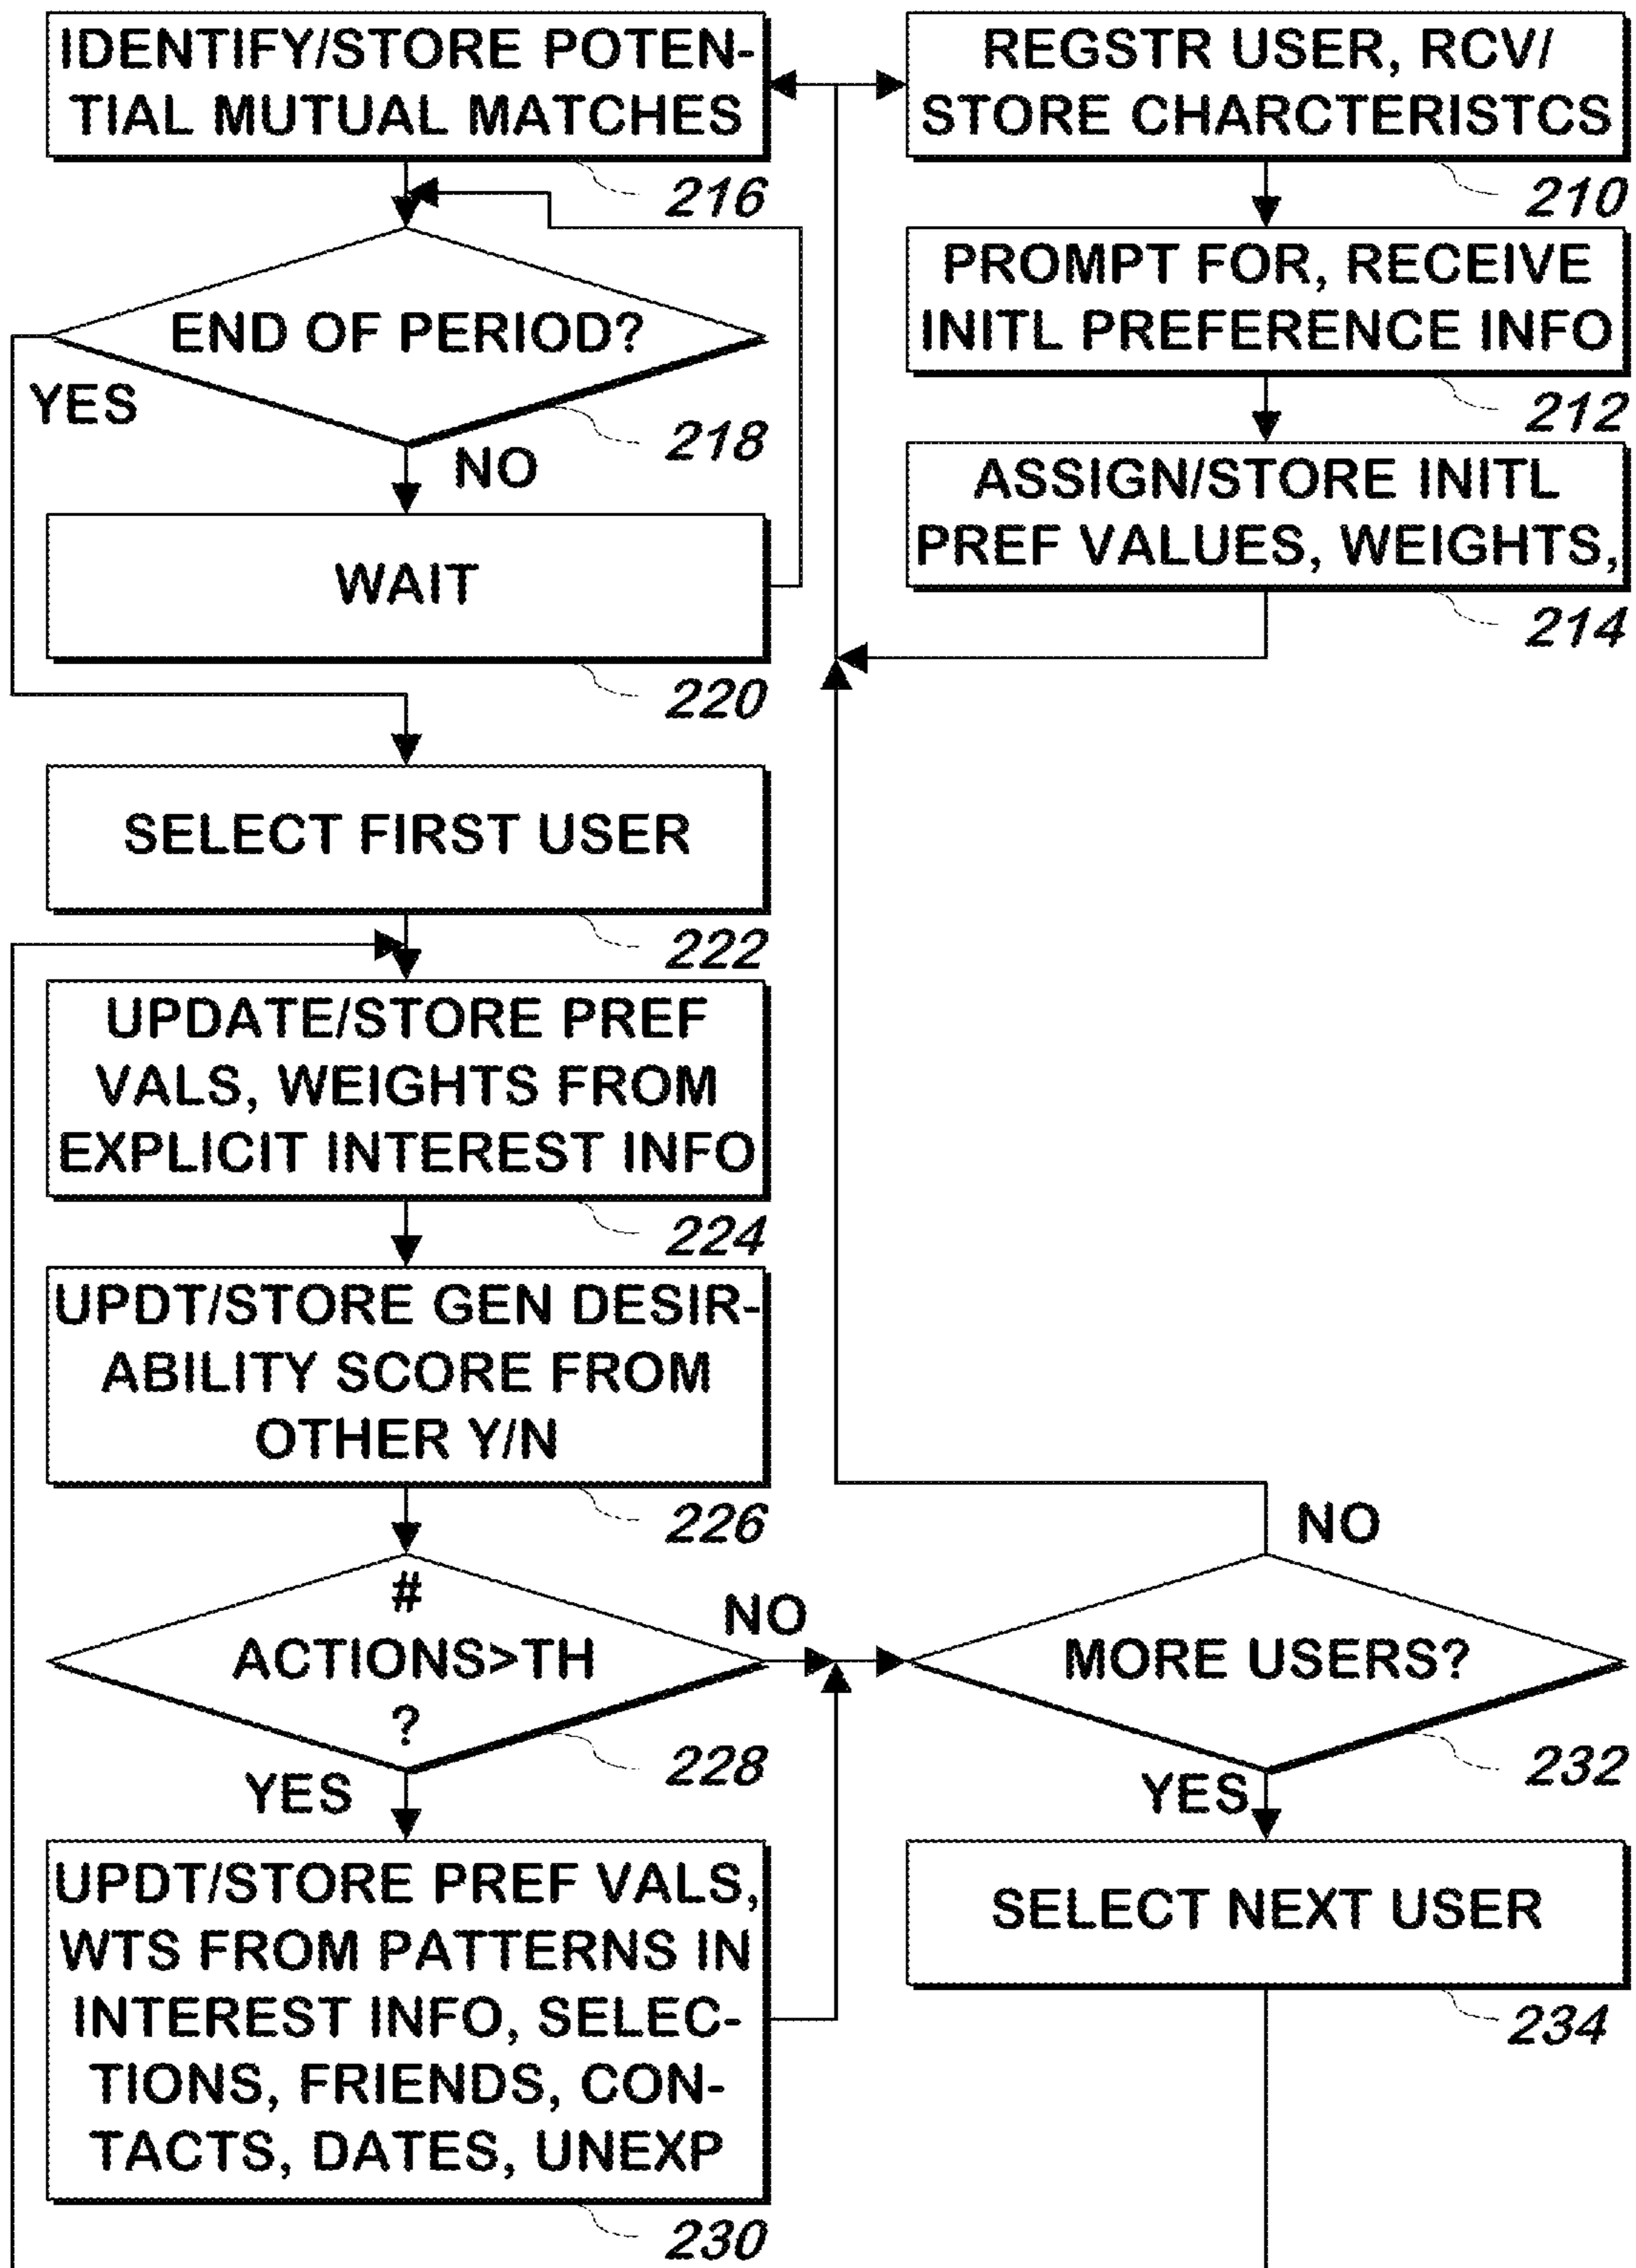 IDENTIFY/STORE POTEN-
TIAL MUTUAL MATCHES
216
END OF PERIOD?
YES
218
NO
WAIT
220
SELECT FIRST USER
222
UPDATE/STORE PREF
VALS, WEIGHTS FROM
EXPLICIT INTEREST INFO
224
UPDT/STORE GEN DESIR-
ABILITY SCORE FROM
OTHER Y/N
226
#
ACTIONS>TH
?
NO
228
YES
UPDT/STORE PREF VALS,
WTS FROM PATTERNS IN
INTEREST INFO, SELEC-
TIONS, FRIENDS, CON-
TACTS, DATES, UNEXP
230
REGSTR USER, RCV/
STORE CHARCTERISTCS
210
PROMPT FOR, RECEIVE
INITL PREFERENCE INFO
212
ASSIGN/STORE INITL
PREF VALUES, WEIGHTS,
214
NO
MORE USERS?
232
YES
SELECT NEXT USER
234